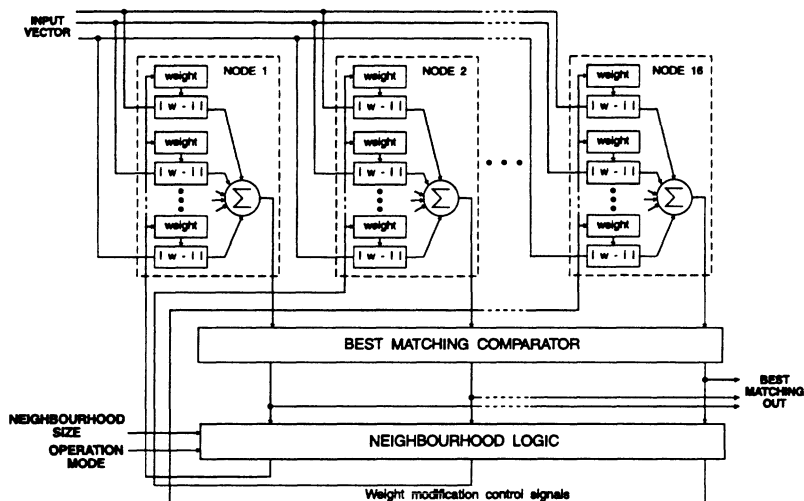 INPUT
VECTOR
NODE 1
NODE 2
NODE 16
weight
| w - i |
weight
| w - i |
weight
| w - i |
Σ
weight
| w - i |
weight
| w - i |
weight
| w - i |
Σ
weight
| w - i |
weight
| w - i |
weight
| w - i |
Σ
BEST MATCHING COMPARATOR
BEST
MATCHING
OUT
NEIGHBOURHOOD
SIZE
OPERATION
MODE
NEIGHBOURHOOD LOGIC
Weight modification control signals